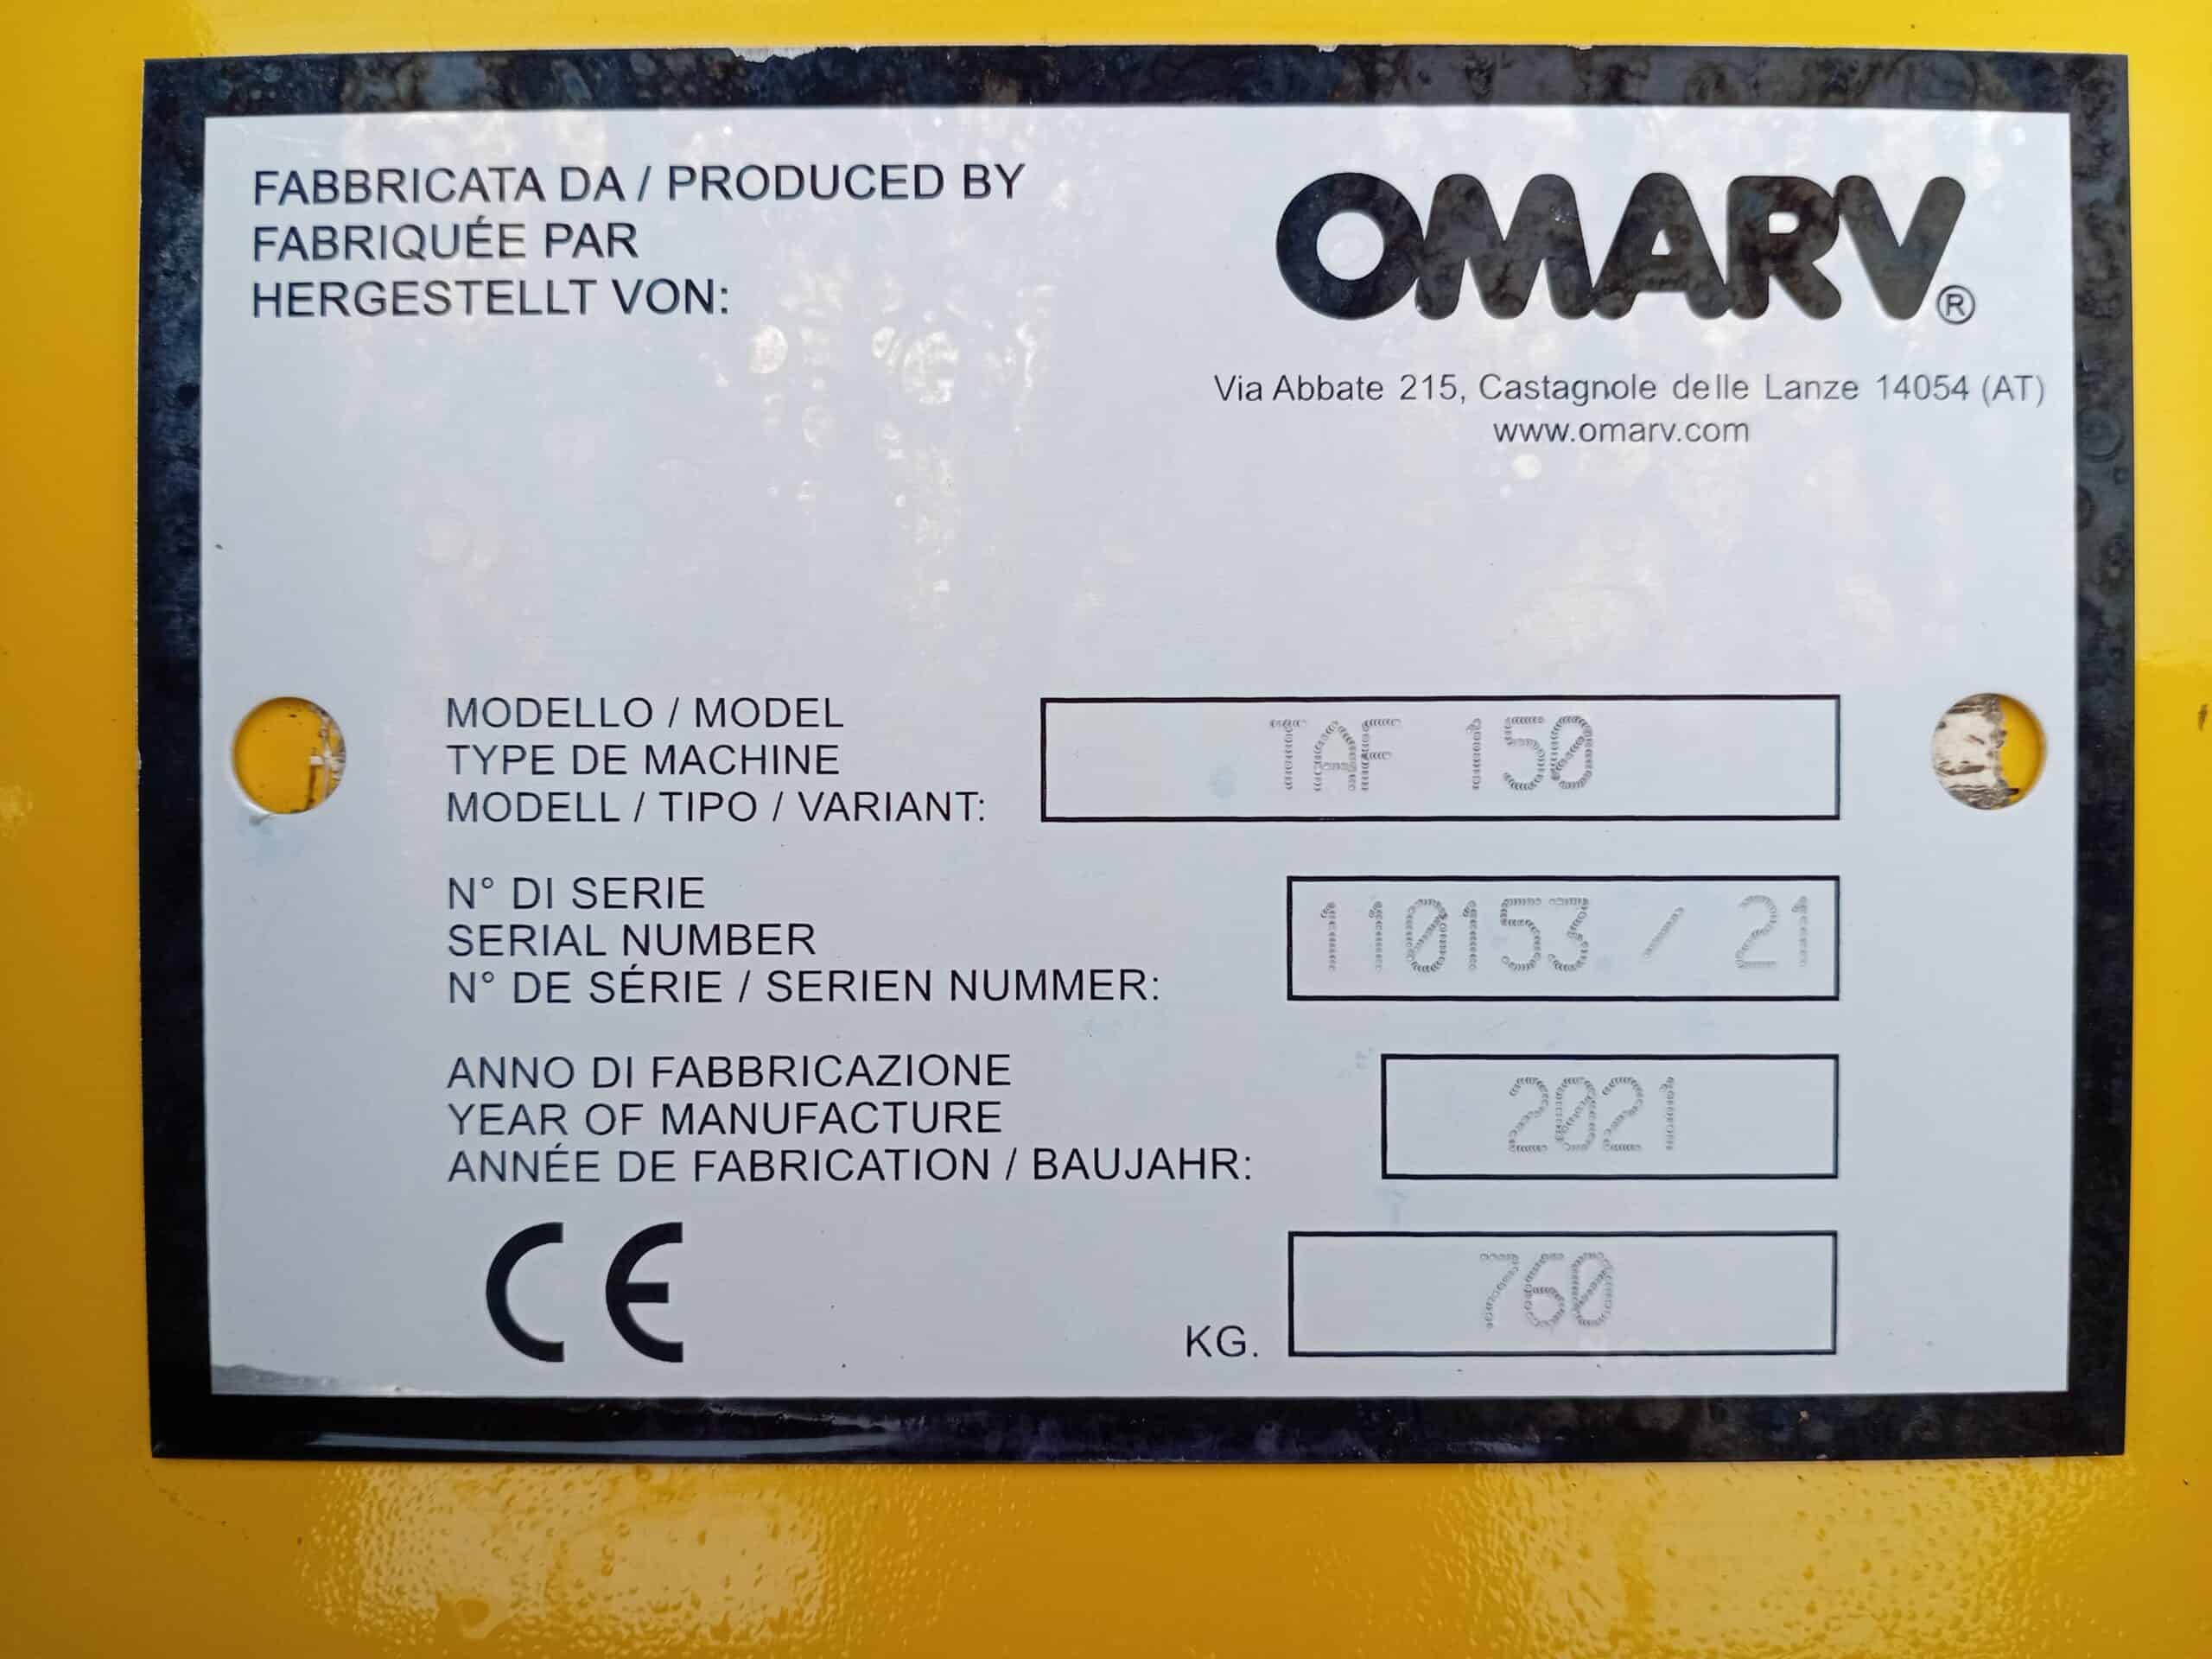 FABBRICATA DA / PRODUCED BY
FABRIQUÉE PAR
HERGESTELLT VON:
OMARV®
Via Abbate 215, Castagnole delle Lanze 14054 (AT)
www.omarv.com
MODELLO / MODEL
TYPE DE MACHINE
MODELL / TIPO / VARIANT:
TAF 150
N° DI SERIE
SERIAL NUMBER
N° DE SÉRIE / SERIEN NUMMER:
110153 / 21
ANNO DI FABBRICAZIONE
YEAR OF MANUFACTURE
ANNÉE DE FABRICATION / BAUJAHR:
2021
CE
KG.
760